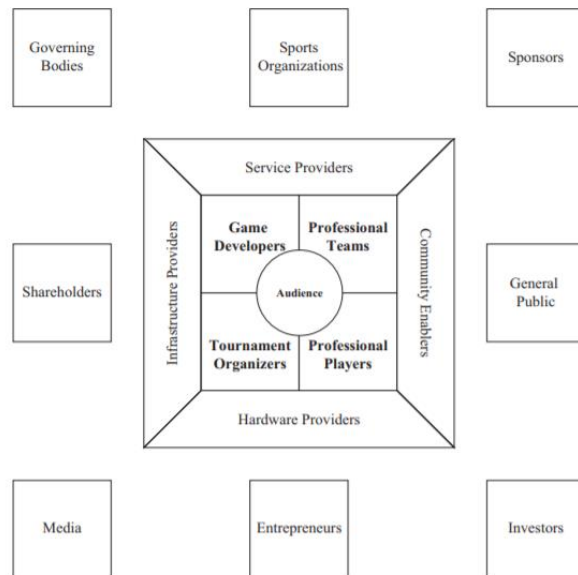 Governing
Bodies
Sports
Organizations
Sponsors
Service Providers
Infrastructure Providers
Game
Developers
Professional
Teams
Community Enablers
Audience
Shareholders
General
Public
Tournament
Organizers
Professional
Players
Hardware Providers
Media
Entrepreneurs
Investors